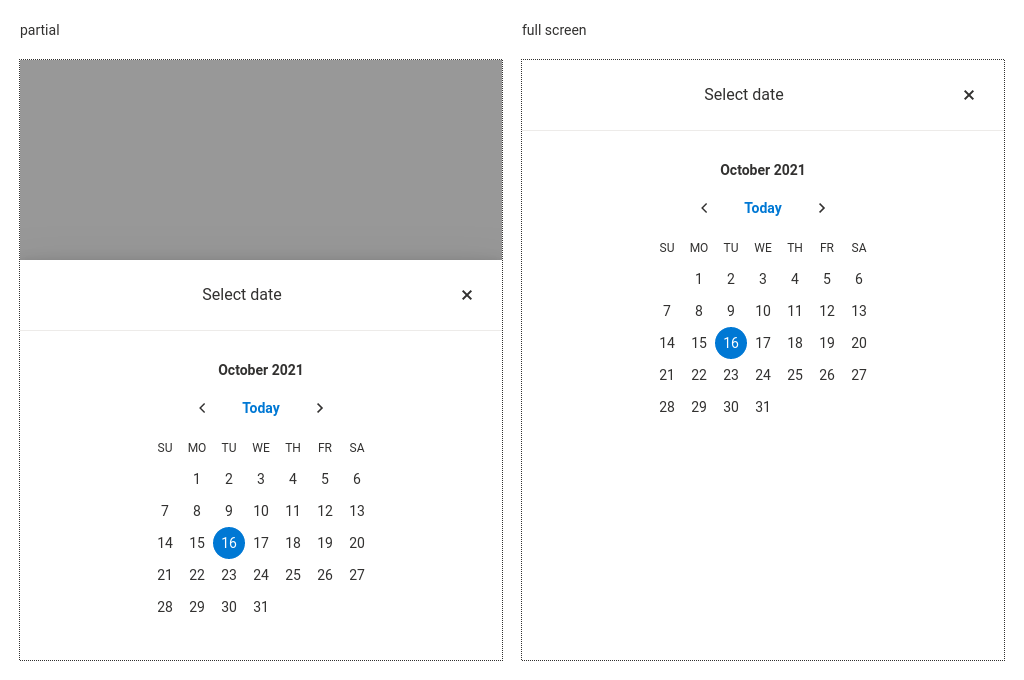 partial
Select date ×
October 2021
Today
SU MO TU WE TH FR SA
1 2 3 4 5 6
7 8 9 10 11 12 13
14 15 16 17 18 19 20
21 22 23 24 25 26 27
28 29 30 31
full screen
Select date ×
October 2021
Today
SU MO TU WE TH FR SA
1 2 3 4 5 6
7 8 9 10 11 12 13
14 15 16 17 18 19 20
21 22 23 24 25 26 27
28 29 30 31